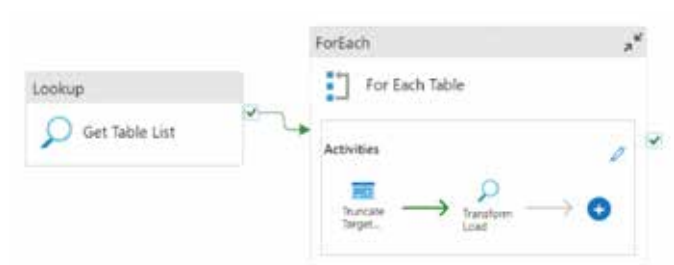 ForEach
Lookup
For Each Table
Get Table List
Activities
Truncate
Target...
Transform
Load